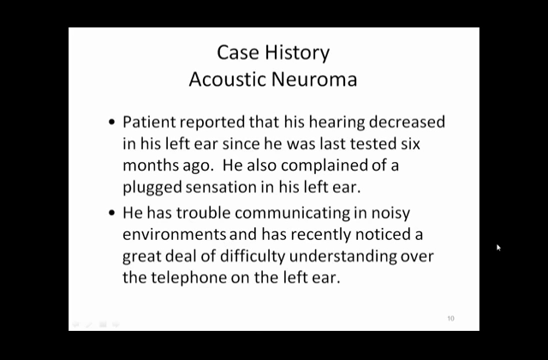 Case History
Acoustic Neuroma
• Patient reported that his hearing decreased
in his left ear since he was last tested six
months ago.  He also complained of a
plugged sensation in his left ear.
• He has trouble communicating in noisy
environments and has recently noticed a
great deal of difficulty understanding over
the telephone on the left ear.
10